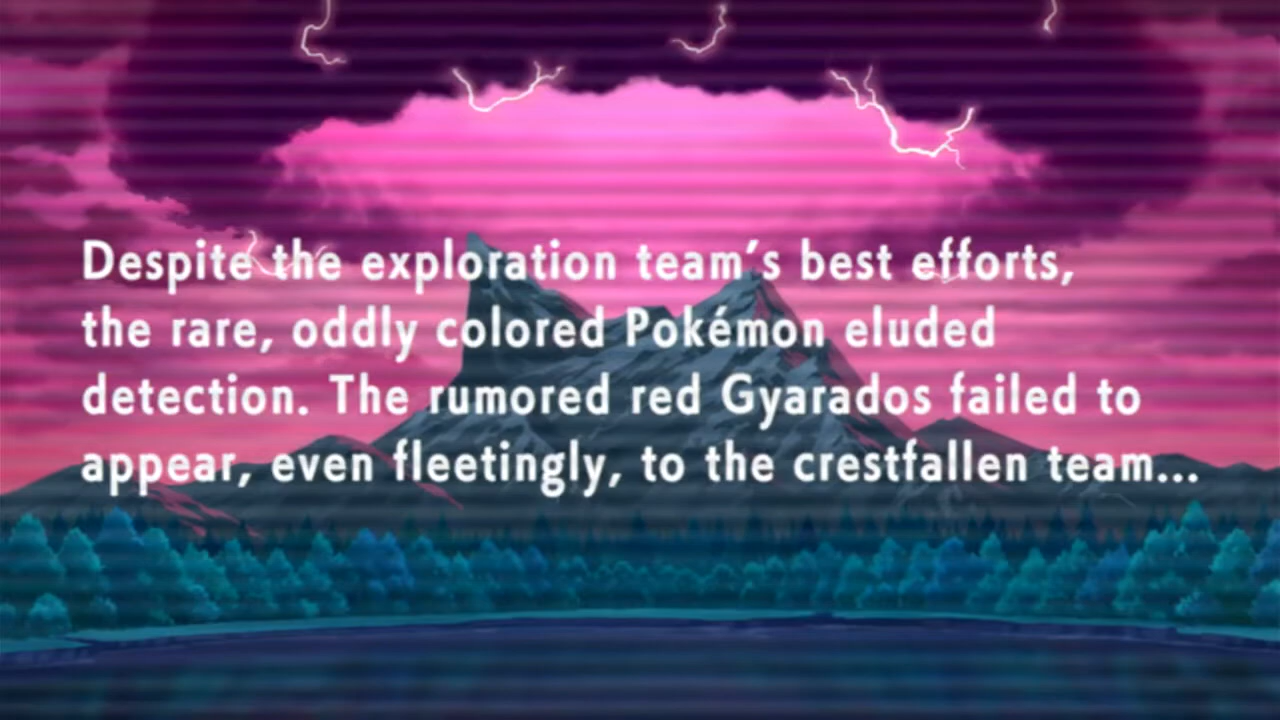 Despite the exploration team's best efforts,
the rare, oddly colored Pokémon eluded
detection. The rumored red Gyarados failed to
appear, even fleetingly, to the crestfallen team...